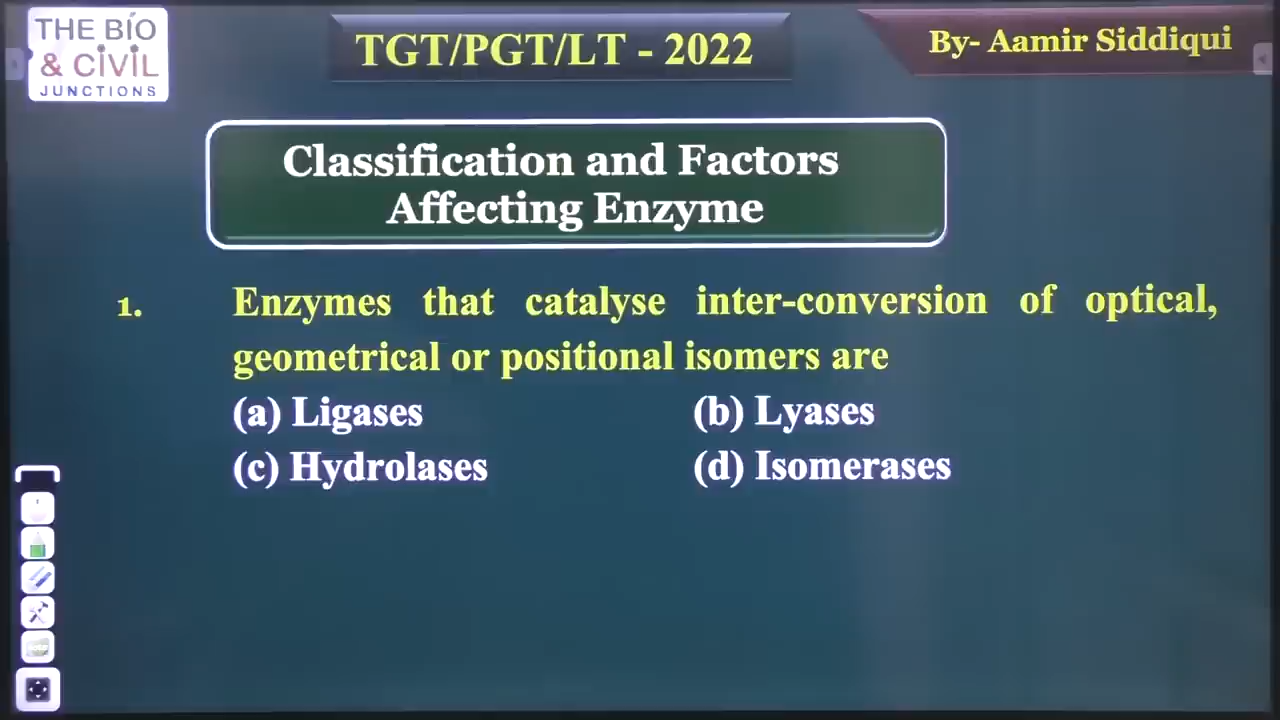 THE BIO
& CIVIL
JUNCTIONS
TGT/PGT/LT - 2022
By- Aamir Siddiqui
Classification and Factors
Affecting Enzyme
1. Enzymes that catalyse inter-conversion of optical,
geometrical or positional isomers are
(a) Ligases (b) Lyases
(c) Hydrolases (d) Isomerases